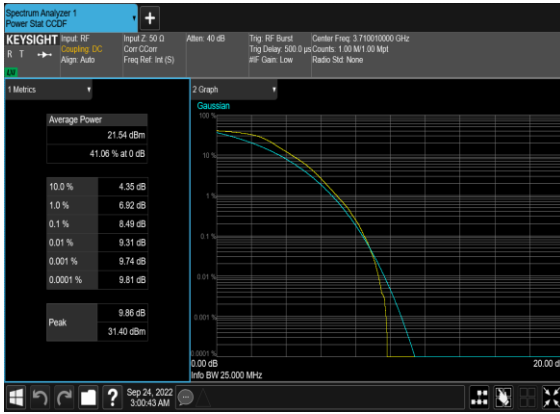 Spectrum Analyzer 1
Power Stat CCDF
KEYSIGHT
R T
LV
Input: RF
Coupling: DC
Align: Auto
Input Z: 50 Ω
Corr CCorr
Freq Ref: Int (S)
Atten: 40 dB
Trig: RF Burst
Trig Delay: 500.0 µs
#IF Gain: Low
Center Freq: 3.710010000 GHz
Counts: 1.00 M/1.00 Mpt
Radio Std: None
1 Metrics
Average Power
21.54 dBm
41.06 % at 0 dB
10.0 % 4.35 dB
1.0 % 6.92 dB
0.1 % 8.49 dB
0.01 % 9.31 dB
0.001 % 9.74 dB
0.0001 % 9.81 dB
Peak
9.86 dB
31.40 dBm
2 Graph
Gaussian
100 %
10 %
1 %
0.1 %
0.01 %
0.001 %
0.0001 %
0.00 dB
20.00 d
Info BW 25.000 MHz
Sep 24, 2022
3:00:43 AM